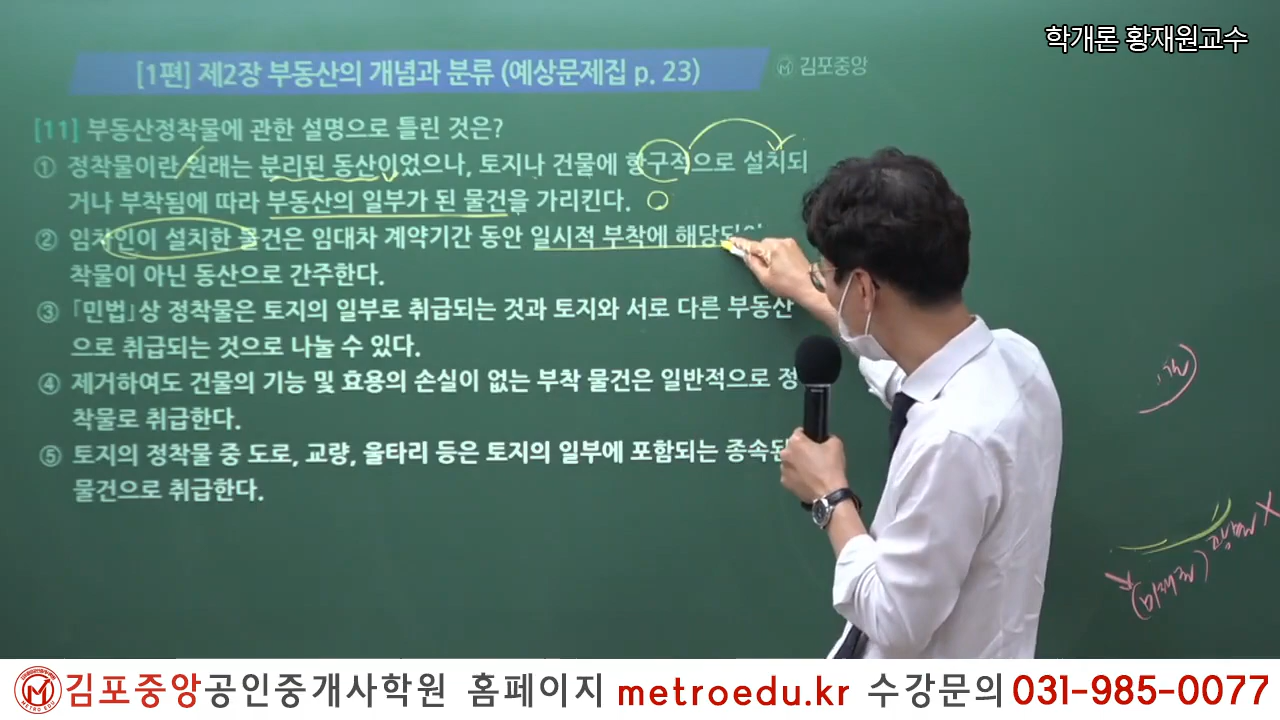 학개론 황재원교수
[1편] 제2장 부동산의 개념과 분류 (예상문제집 p. 23)
김포중앙
[11] 부동산정착물에 관한 설명으로 틀린 것은?
① 정착물이란 원래는 분리된 동산이었으나, 토지나 건물에 항구적으로 설치되
거나 부착됨에 따라 부동산의 일부가 된 물건을 가리킨다.
② 임차인이 설치한 물건은 임대차 계약기간 동안 일시적 부착에 해당되어
착물이 아닌 동산으로 간주한다.
③ 「민법」상 정착물은 토지의 일부로 취급되는 것과 토지와 서로 다른 부동산
으로 취급되는 것으로 나눌 수 있다.
④ 제거하여도 건물의 기능 및 효용의 손실이 없는 부착 물건은 일반적으로 정
착물로 취급한다.
⑤ 토지의 정착물 중 도로, 교량, 울타리 등은 토지의 일부에 포함되는 종속된
물건으로 취급한다.
김포중앙공인중개사학원 홈페이지 metroedu.kr 수강문의 031-985-0077
METRO EDU